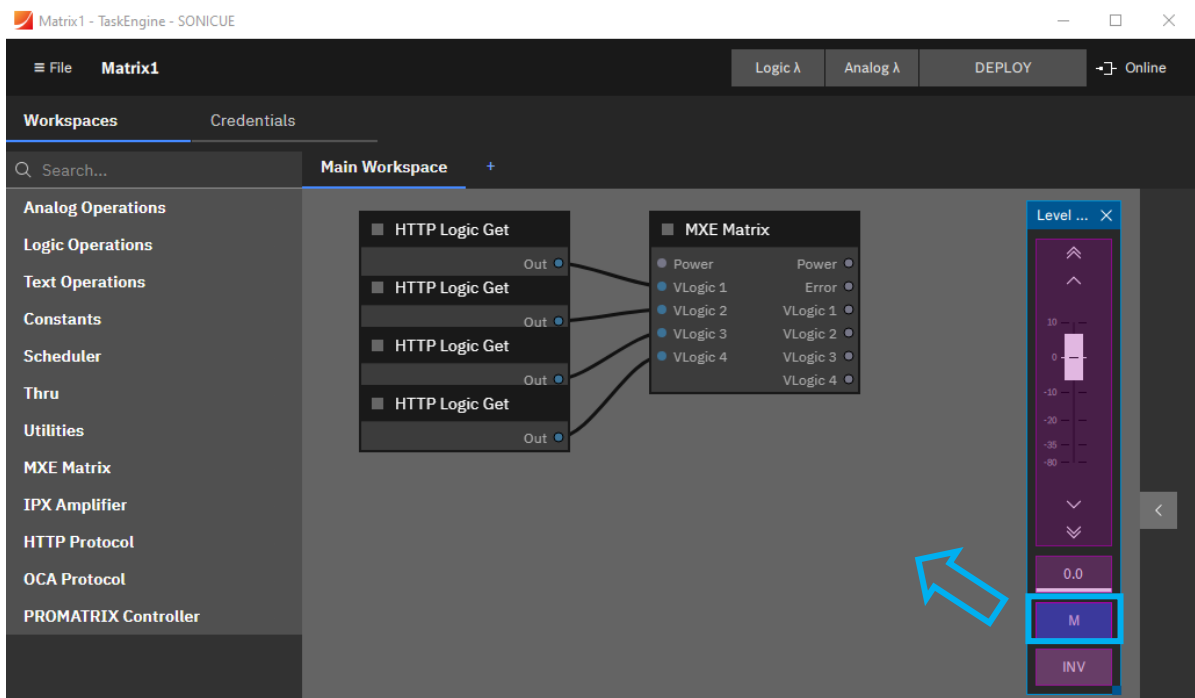 Matrix1 - TaskEngine - SONICUE
≡ File Matrix1 Logic λ Analog λ DEPLOY Online
Workspaces Credentials
Search...
Main Workspace +
Analog Operations
Logic Operations
Text Operations
Constants
Scheduler
Thru
Utilities
MXE Matrix
IPX Amplifier
HTTP Protocol
OCA Protocol
PROMATRIX Controller
HTTP Logic Get
Out
HTTP Logic Get
Out
HTTP Logic Get
Out
HTTP Logic Get
Out
MXE Matrix
Power Power
VLogic 1 Error
VLogic 2 VLogic 1
VLogic 3 VLogic 2
VLogic 4 VLogic 3
VLogic 4
Level ...
10
0
-10
-20
-35
-80
0.0
M
INV